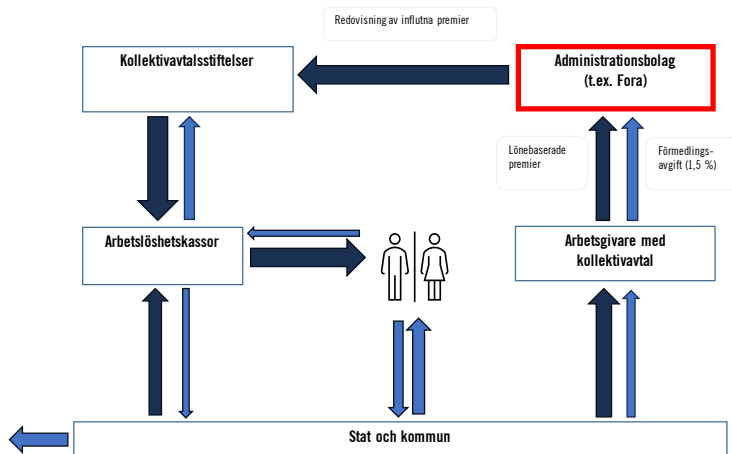 Redovisning av influtna premier
Kollektivavtalsstiftelser
Administrationsbolag
(t.ex. Fora)
Lönebaserade
premier
Förmedlings-
avgift (1,5 %)
Arbetslöshetskassor
Arbetsgivare med
kollektivavtal
Stat och kommun